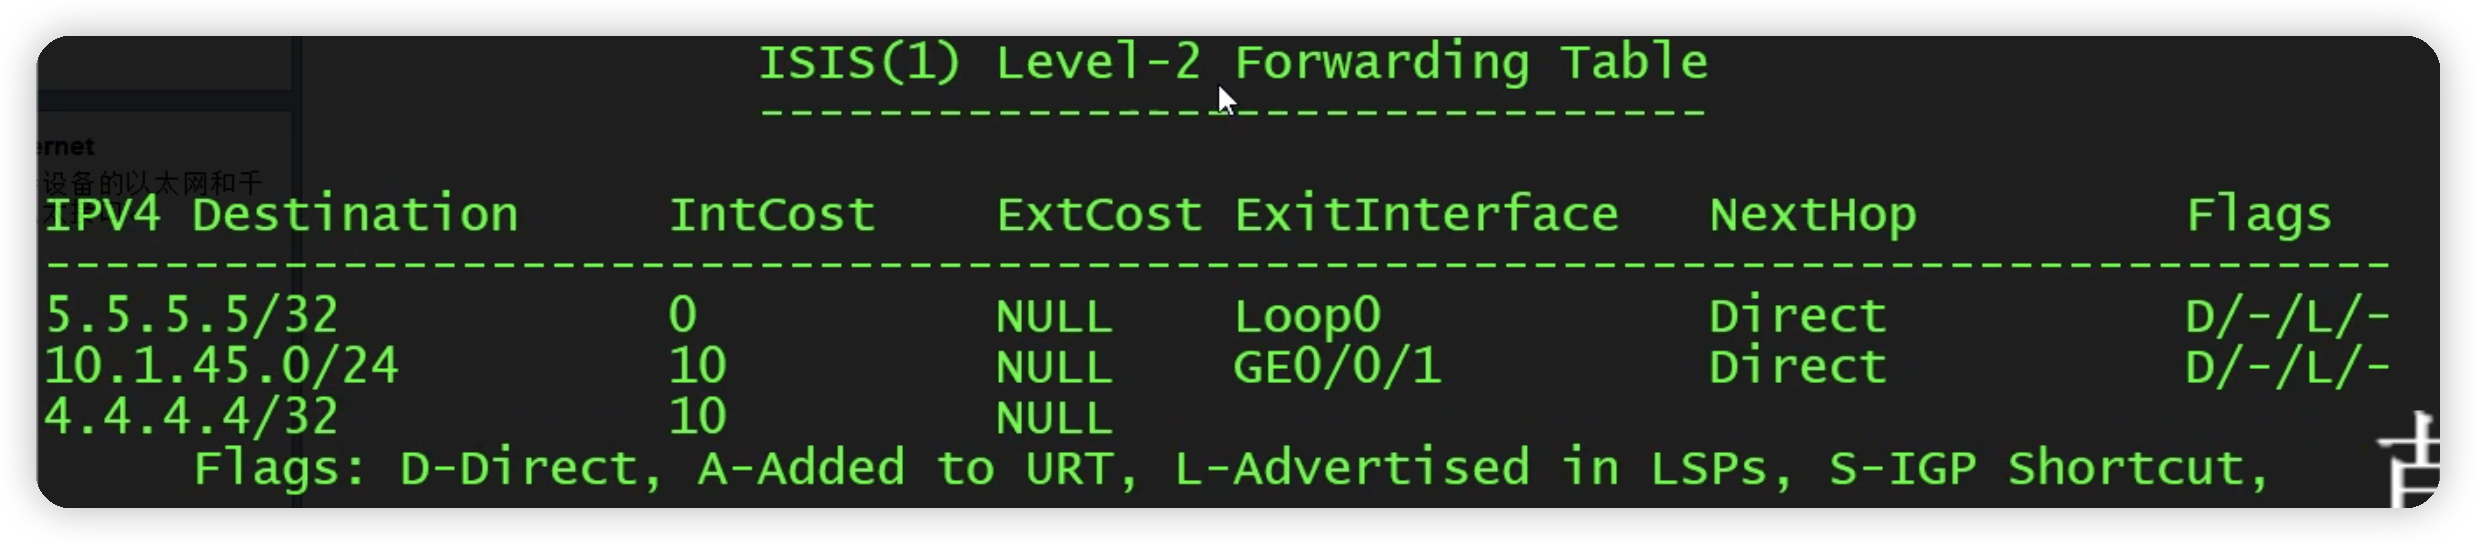 ISIS(1) Level-2 Forwarding Table
--------------------------------
ernet
设备的以太网和千
IPV4 Destination IntCost ExtCost ExitInterface NextHop Flags
--------------------------------------------------------------------------------
5.5.5.5/32 0 NULL Loop0 Direct D/-/L/-
10.1.45.0/24 10 NULL GE0/0/1 Direct D/-/L/-
4.4.4.4/32 10 NULL
Flags: D-Direct, A-Added to URT, L-Advertised in LSPs, S-IGP Shortcut,